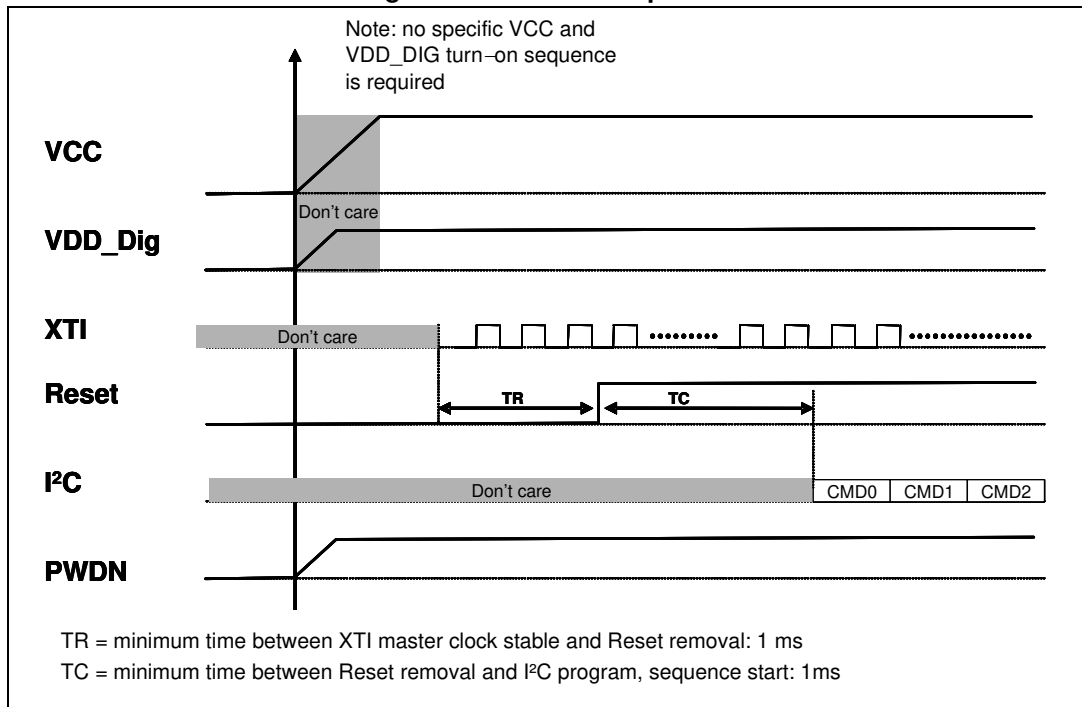 Note: no specific VCC and
VDD_DIG turn–on sequence
is required
VCC
Don't care
VDD_Dig
XTI
Don't care
Reset
TR
TC
I²C
Don't care
CMD0 CMD1 CMD2
PWDN
TR = minimum time between XTI master clock stable and Reset removal: 1 ms
TC = minimum time between Reset removal and I²C program, sequence start: 1ms